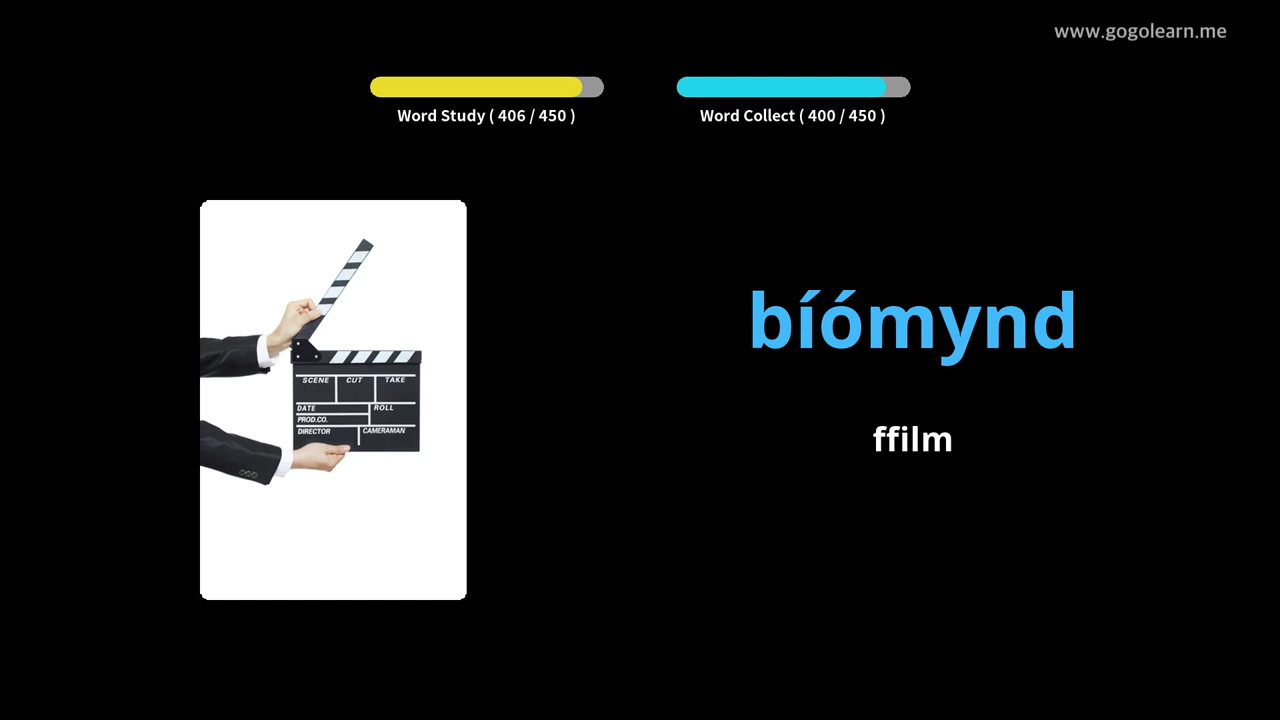 www.gogolearn.me
Word Study ( 406 / 450 )
Word Collect ( 400 / 450 )
SCENE CUT TAKE
DATE ROLL
PROD.CO.
DIRECTOR CAMERAMAN
bíómynd
ffilm